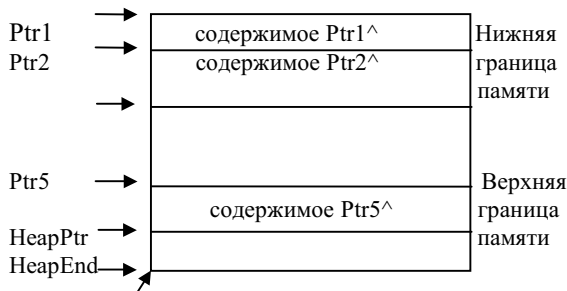 Ptr1 содержимое Ptr1^ Нижняя
Ptr2 содержимое Ptr2^ граница
памяти
Ptr5 Верхняя
содержимое Ptr5^ граница
HeapPtr памяти
HeapEnd